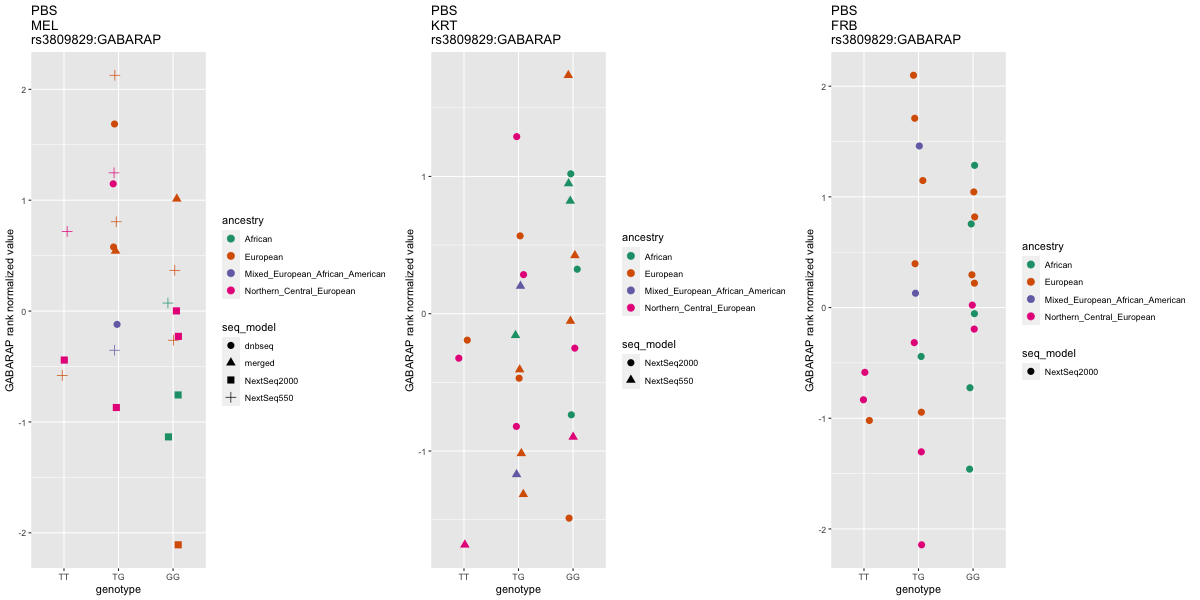 PBS
MEL
rs3809829:GABARAP
GABARAP rank normalized value
2
1
0
-1
-2
TT TG GG
genotype
ancestry
African
European
Mixed_European_African_American
Northern_Central_European
seq_model
dnbseq
merged
NextSeq2000
NextSeq550
PBS
KRT
rs3809829:GABARAP
GABARAP rank normalized value
1
0
-1
TT TG GG
genotype
ancestry
African
European
Mixed_European_African_American
Northern_Central_European
seq_model
NextSeq2000
NextSeq550
PBS
FRB
rs3809829:GABARAP
GABARAP rank normalized value
2
1
0
-1
-2
TT TG GG
genotype
ancestry
African
European
Mixed_European_African_American
Northern_Central_European
seq_model
NextSeq2000